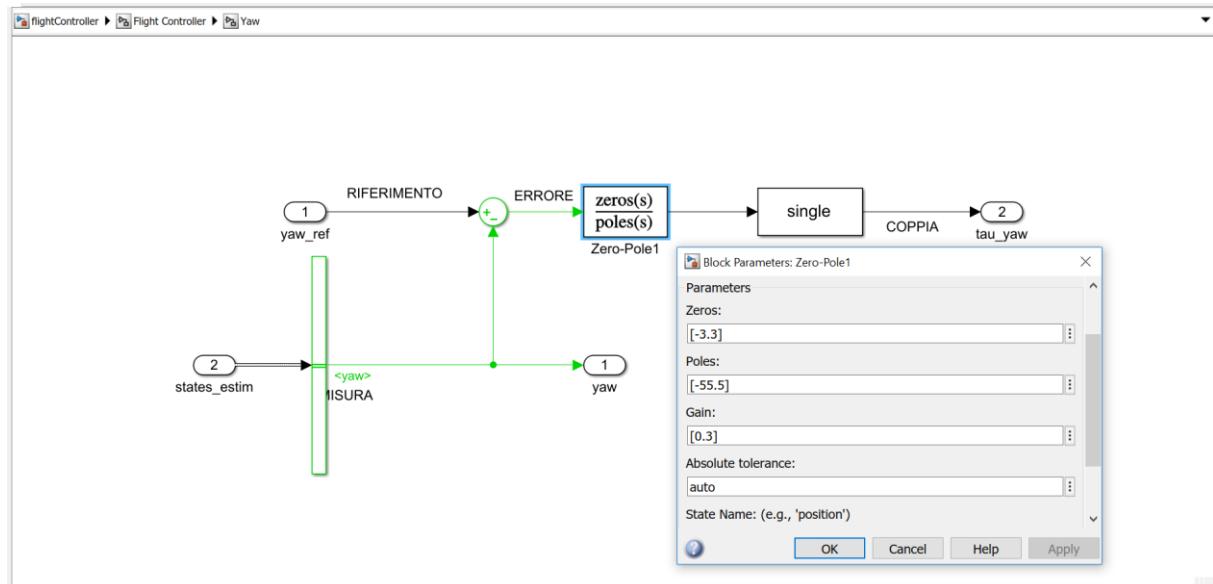 flightController ▶ Flight Controller ▶ Yaw
RIFERIMENTO
ERRORE
1
yaw_ref
+
-
zeros(s)
poles(s)
Zero-Pole1
single
COPPIA
2
tau_yaw
2
states_estim
<yaw>
MISURA
1
yaw
Block Parameters: Zero-Pole1
Parameters
Zeros:
[-3.3]
Poles:
[-55.5]
Gain:
[0.3]
Absolute tolerance:
auto
State Name: (e.g., 'position')
OK Cancel Help Apply